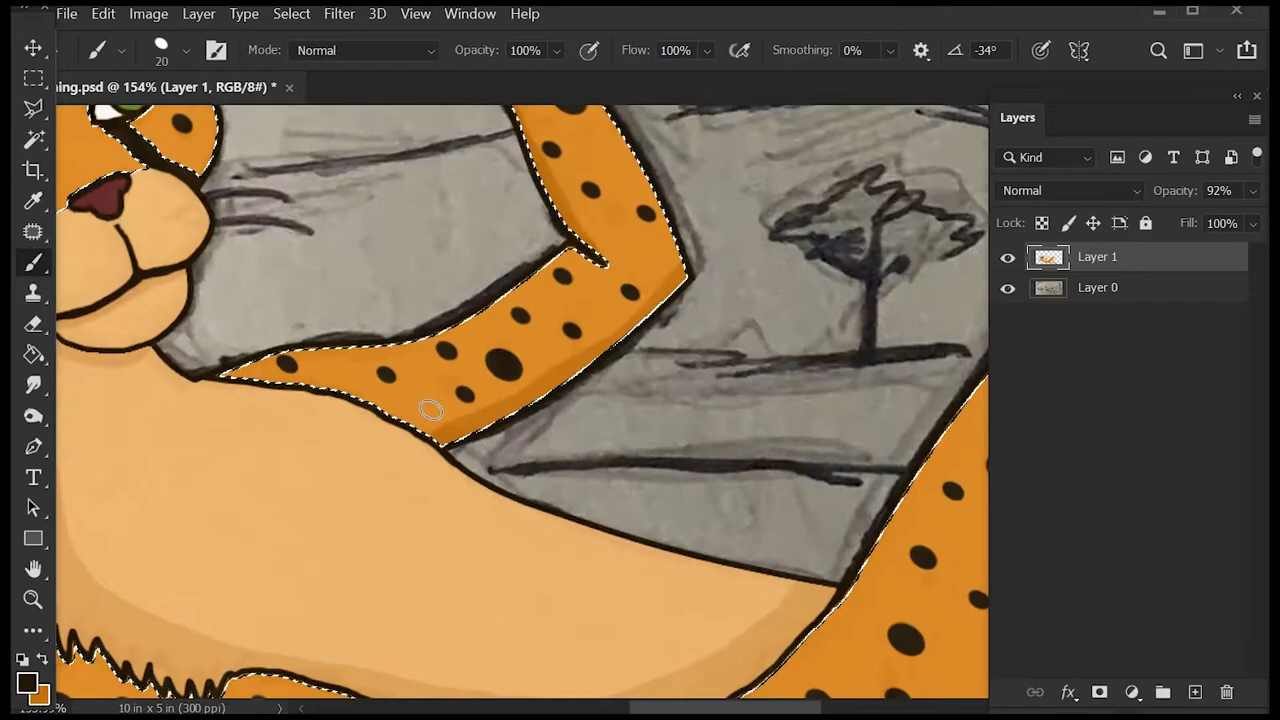 File Edit Image Layer Type Select Filter 3D View Window Help
20 Mode: Normal Opacity: 100% Flow: 100% Smoothing: 0% -34°
ing.psd @ 154% (Layer 1, RGB/8#) *
Layers
Kind
Normal Opacity: 92%
Lock: Fill: 100%
Layer 1
Layer 0
fx
10 in x 5 in (300 ppi)